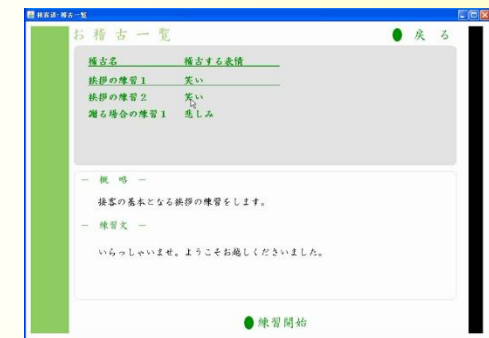 接客道-稽古一覧
お稽古一覧
戻る
稽古名 稽古する表情
挨拶の練習1 笑い
挨拶の練習2 笑い
謝る場合の練習1 悲しみ
－ 概略 －
接客の基本となる挨拶の練習をします。
－ 練習文 －
いらっしゃいませ。ようこそお越しくださいました。
練習開始